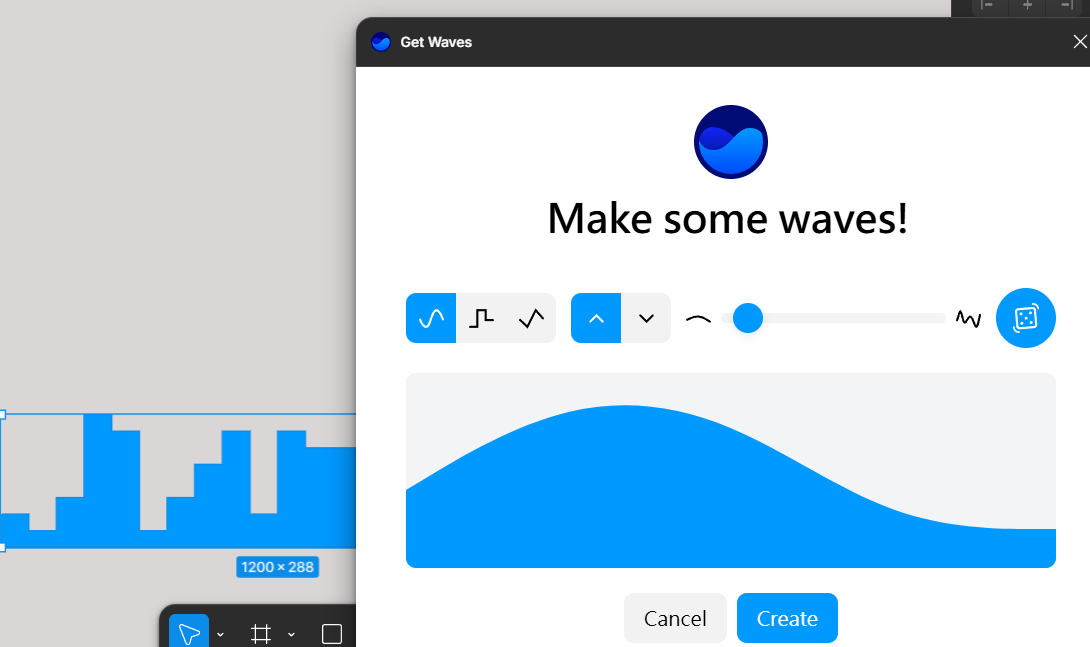 Get Waves
Make some waves!
1200 × 288
Cancel
Create